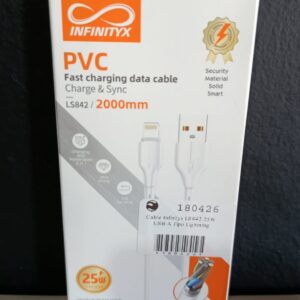 INFINITYX
PVC
Fast charging data cable
Charge & Sync
LS842 / 2000mm
Security
Material
Solid
Smart
180426
Cable Infinityx LS842 25W
USB A Tipo Lightning
25W